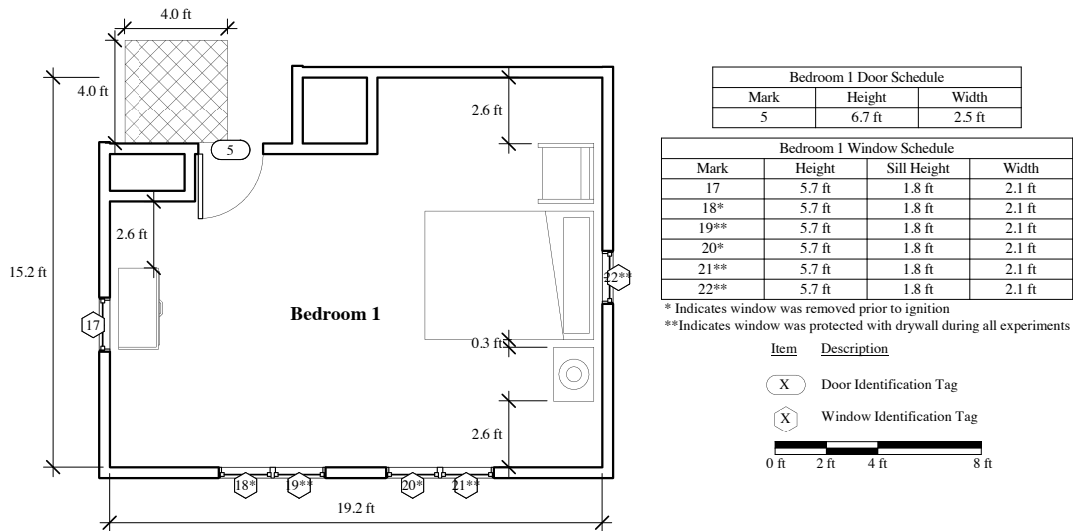 4.0 ft
4.0 ft
2.6 ft
5
2.6 ft
15.2 ft
22**
Bedroom 1
17
0.3 ft
2.6 ft
18*
19**
20*
21**
19.2 ft
Bedroom 1 Door Schedule
Mark Height Width
5 6.7 ft 2.5 ft
Bedroom 1 Window Schedule
Mark Height Sill Height Width
17 5.7 ft 1.8 ft 2.1 ft
18* 5.7 ft 1.8 ft 2.1 ft
19** 5.7 ft 1.8 ft 2.1 ft
20* 5.7 ft 1.8 ft 2.1 ft
21** 5.7 ft 1.8 ft 2.1 ft
22** 5.7 ft 1.8 ft 2.1 ft
* Indicates window was removed prior to ignition
**Indicates window was protected with drywall during all experiments
Item Description
X Door Identification Tag
X Window Identification Tag
0 ft 2 ft 4 ft 8 ft